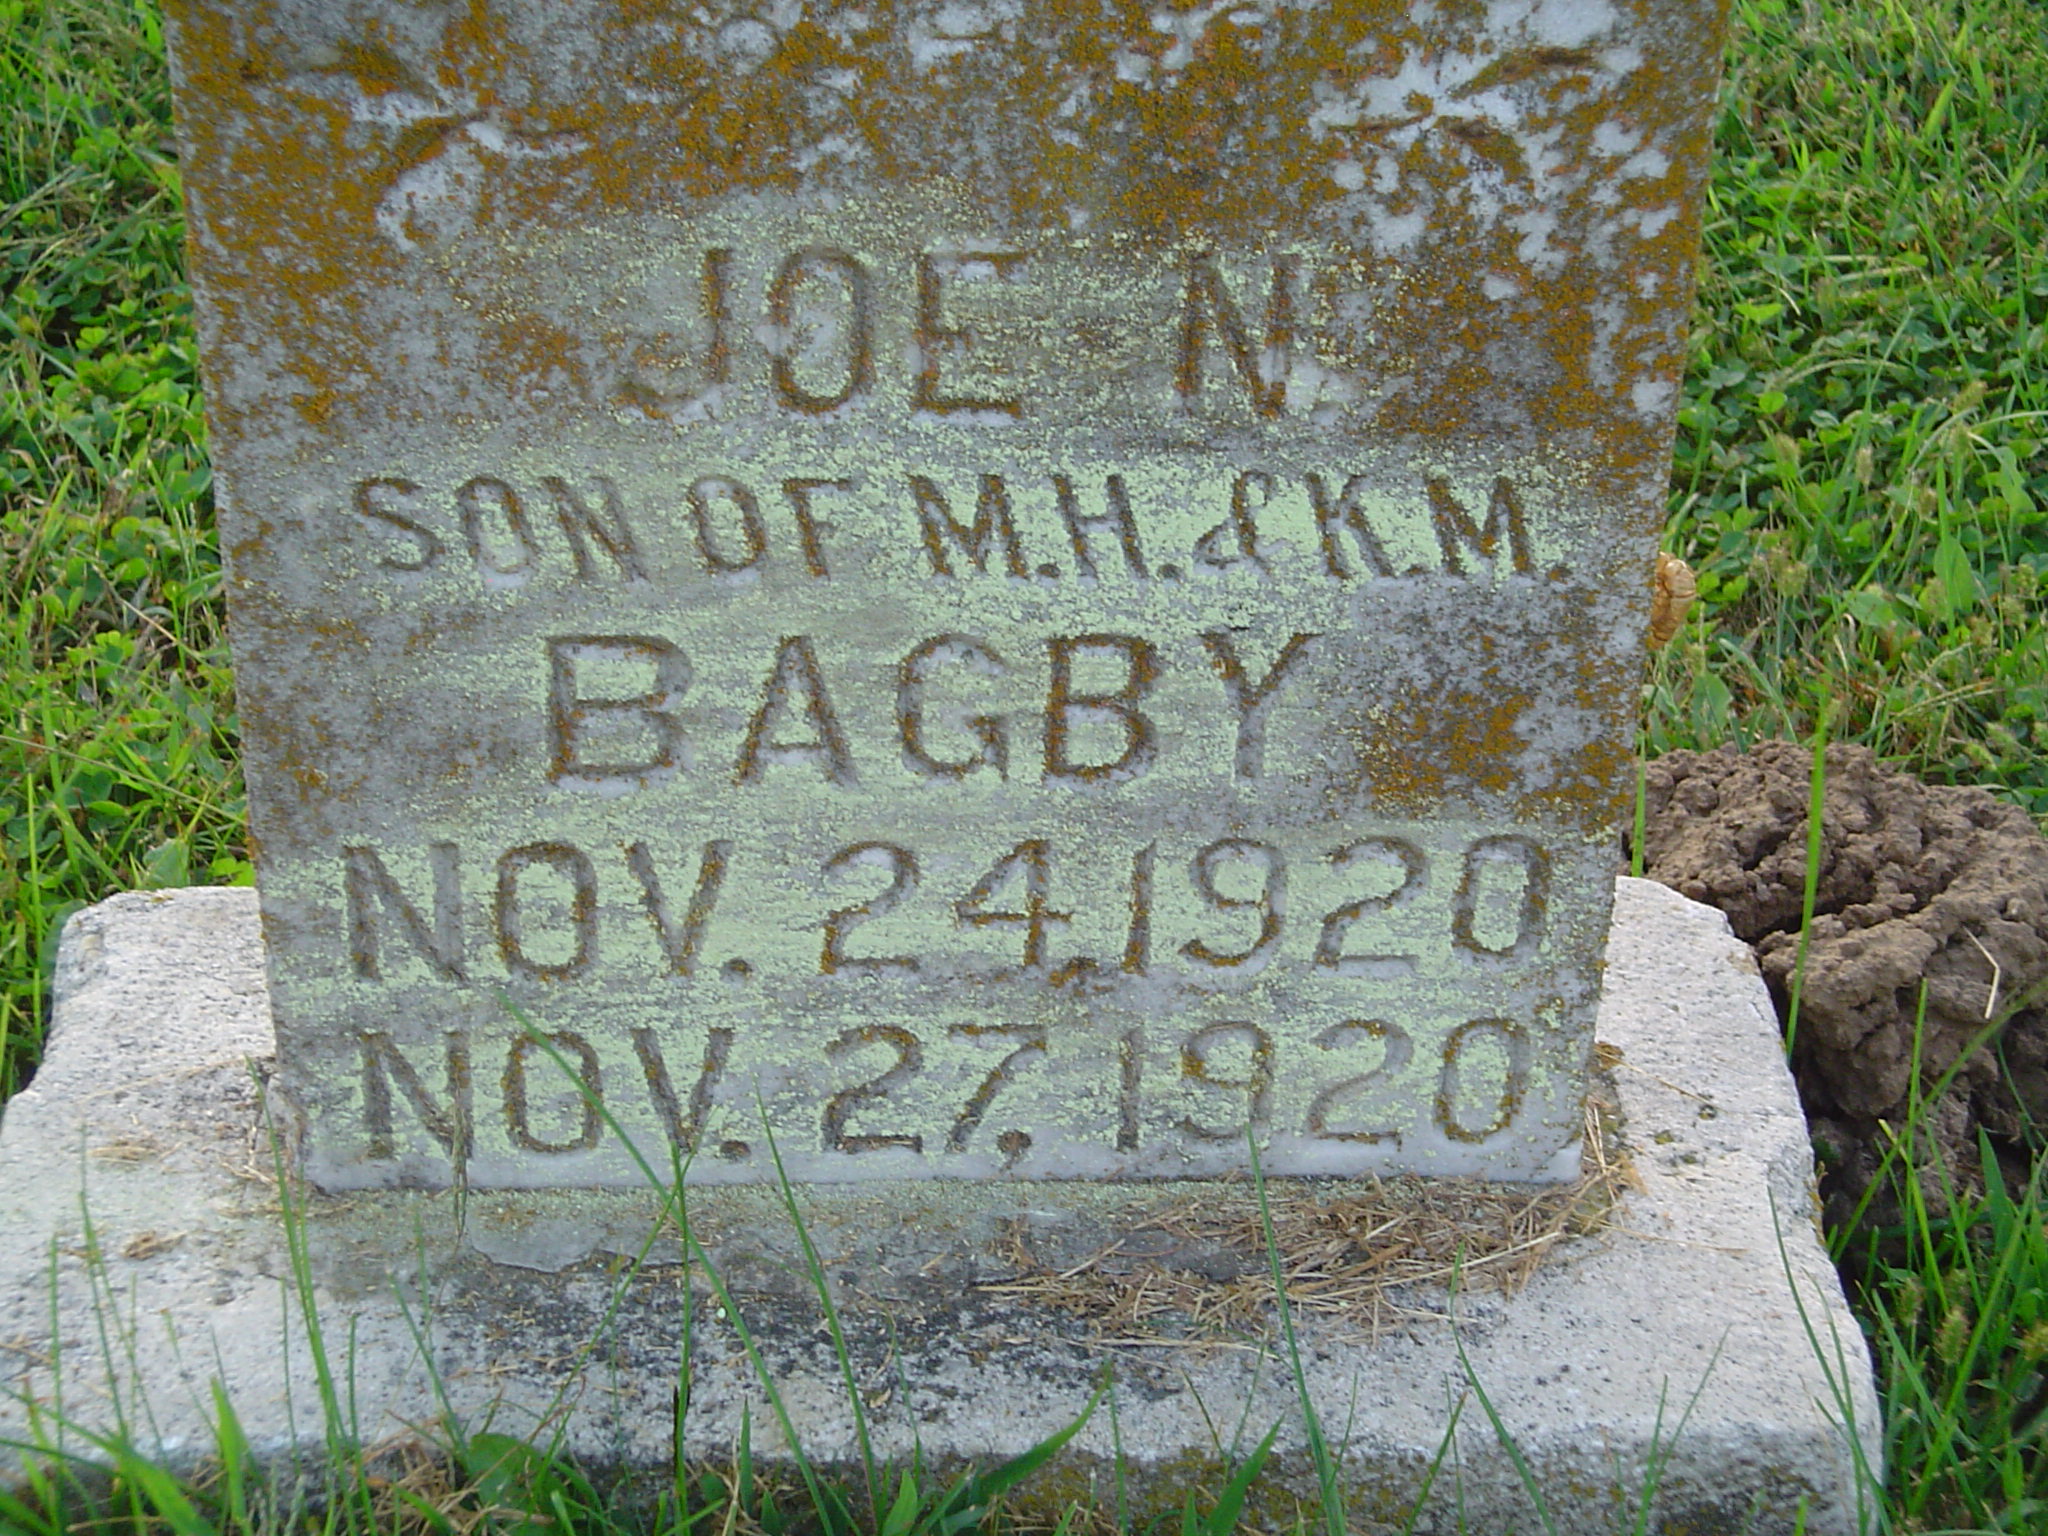 JOE N
SON OF M.H. & K.M.
BAGBY
NOV. 24, 1920
NOV. 27, 1920